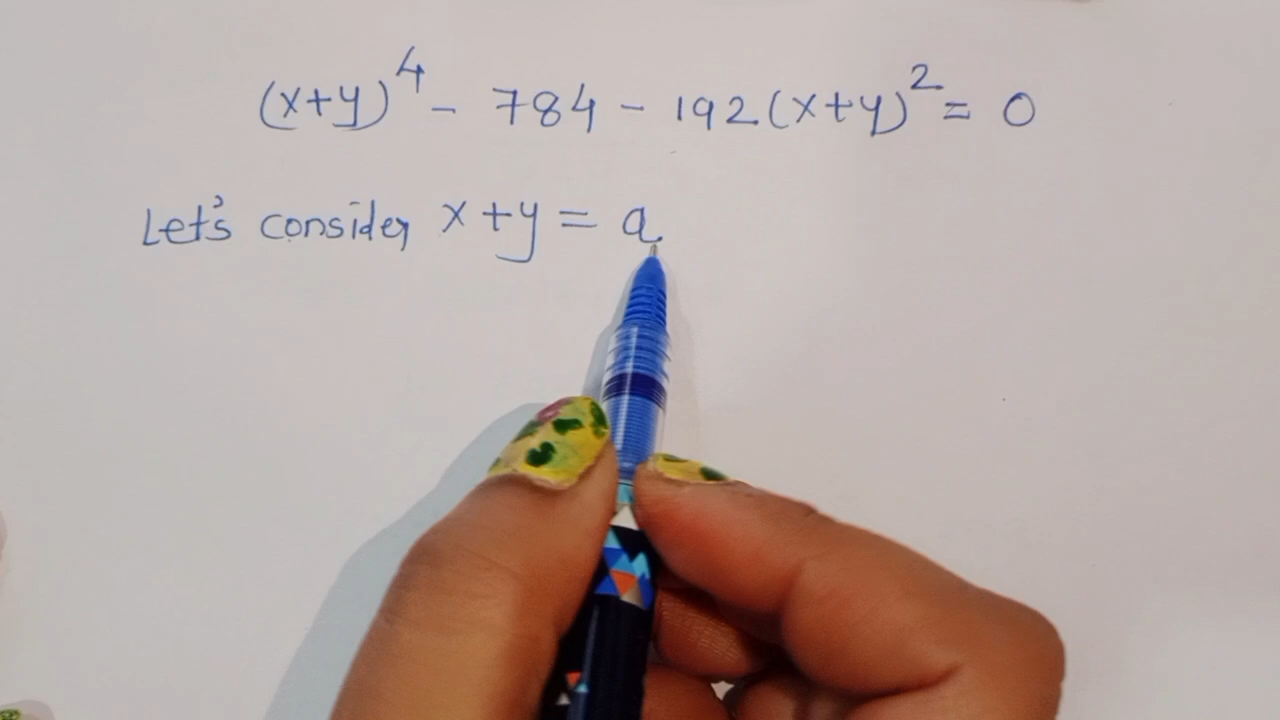 (x+y)⁴ - 784 - 192(x+y)² = 0
Let's consider x+y = a